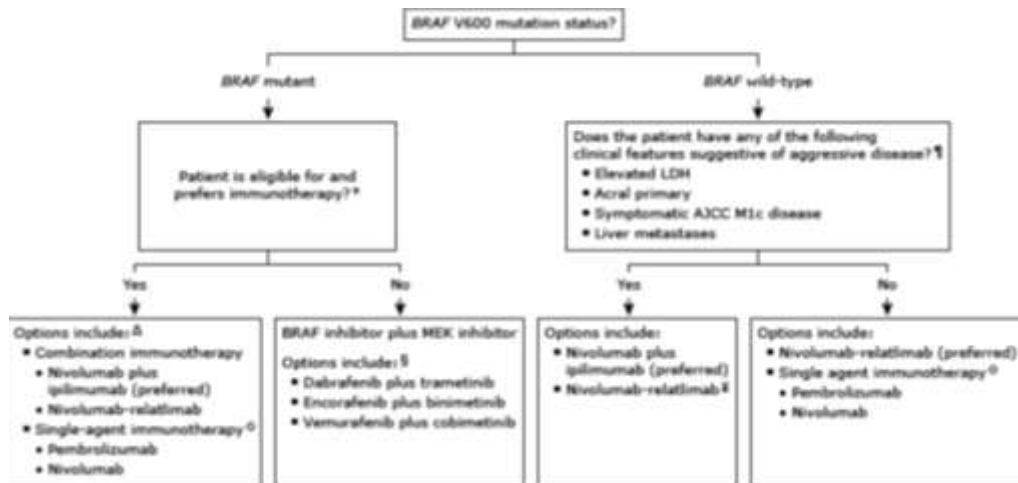 BRAF V600 mutation status?
BRAF mutant
BRAF wild-type
Patient is eligible for and
prefers immunotherapy?*
Does the patient have any of the following
clinical features suggestive of aggressive disease?¶
• Elevated LDH
• Acral primary
• Symptomatic AJCC M1c disease
• Liver metastases
Yes
No
Yes
No
Options include:Δ
• Combination immunotherapy
• Nivolumab plus
ipilimumab (preferred)
• Nivolumab-relatlimab
• Single-agent immunotherapy◊
• Pembrolizumab
• Nivolumab
BRAF inhibitor plus MEK inhibitor
Options include:§
• Dabrafenib plus trametinib
• Encorafenib plus binimetinib
• Vemurafenib plus cobimetinib
Options include:
• Nivolumab plus
ipilimumab (preferred)
• Nivolumab-relatlimab¥
Options include:
• Nivolumab-relatlimab (preferred)
• Single agent immunotherapy◊
• Pembrolizumab
• Nivolumab